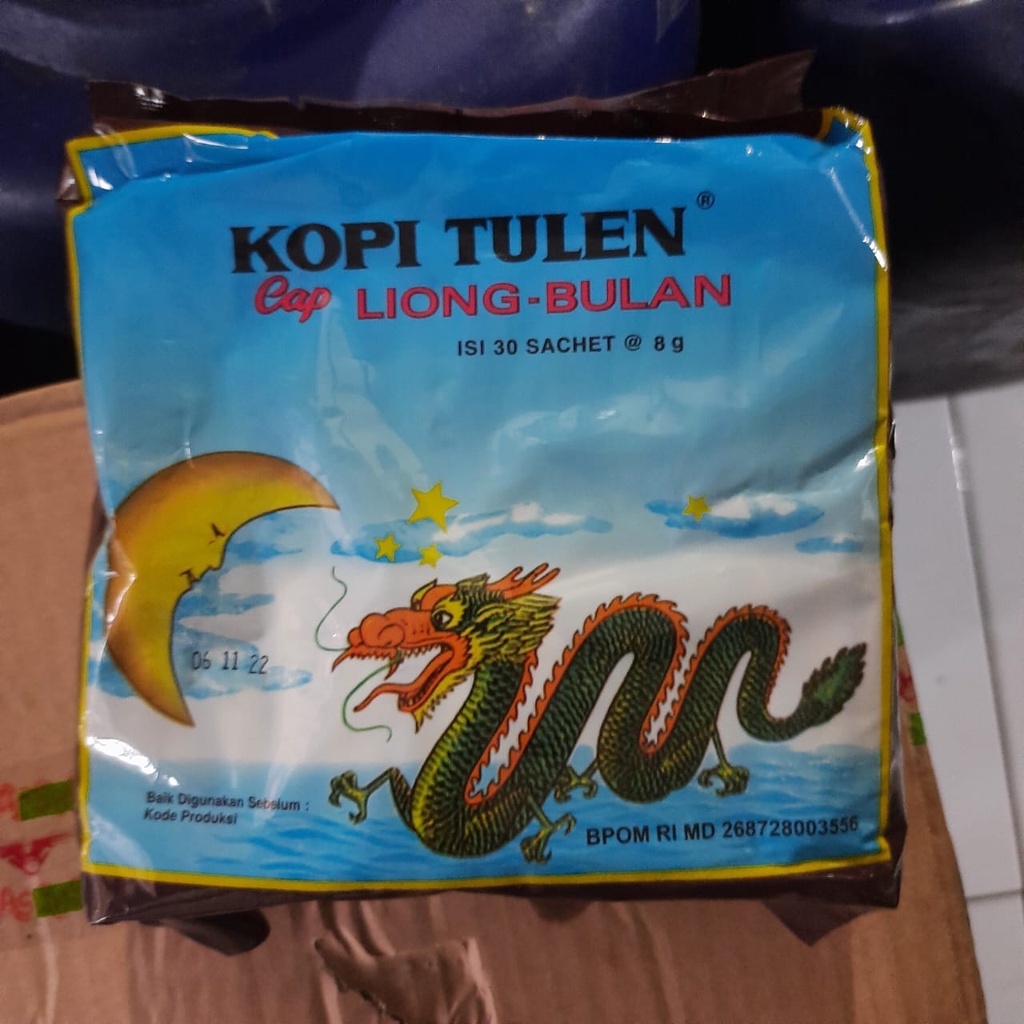 KOPI TULEN®
Cap LIONG-BULAN
ISI 30 SACHET @ 8 g
06 11 22
Baik Digunakan Sebelum :
Kode Produksi
BPOM RI MD 268728003556